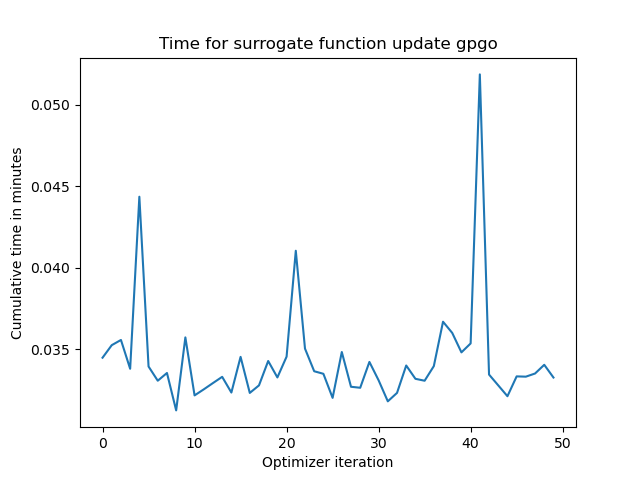 Time for surrogate function update gpgo
0.050
0.045
0.040
0.035
Cumulative time in minutes
0 10 20 30 40 50
Optimizer iteration